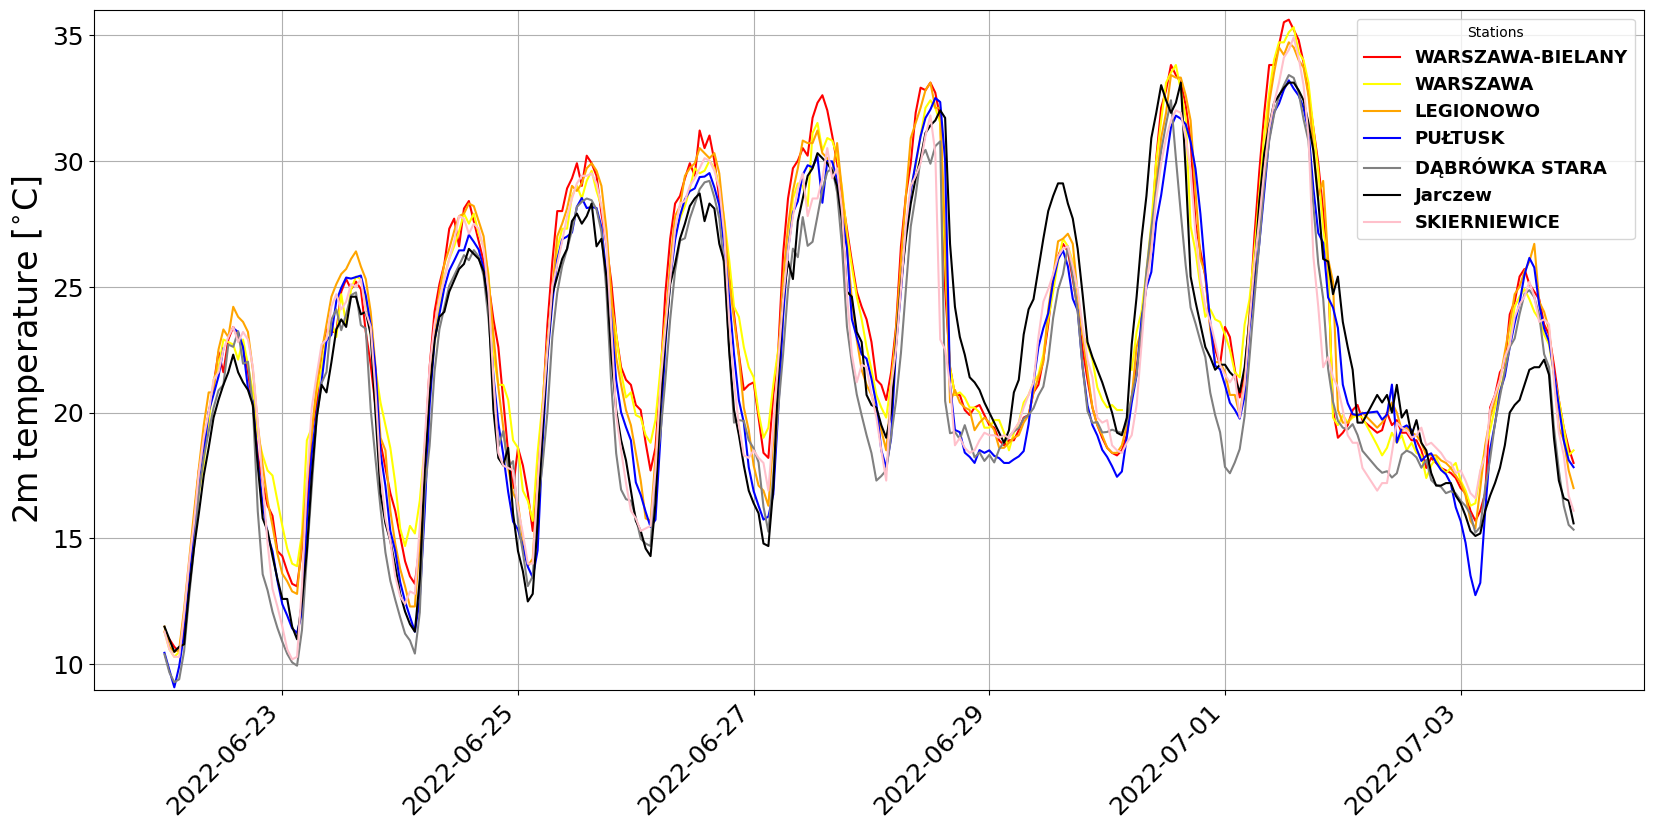 2m temperature [°C]
35
30
25
20
15
10
Stations
WARSZAWA-BIELANY
WARSZAWA
LEGIONOWO
PUŁTUSK
DĄBRÓWKA STARA
Jarczew
SKIERNIEWICE
2022-06-23
2022-06-25
2022-06-27
2022-06-29
2022-07-01
2022-07-03